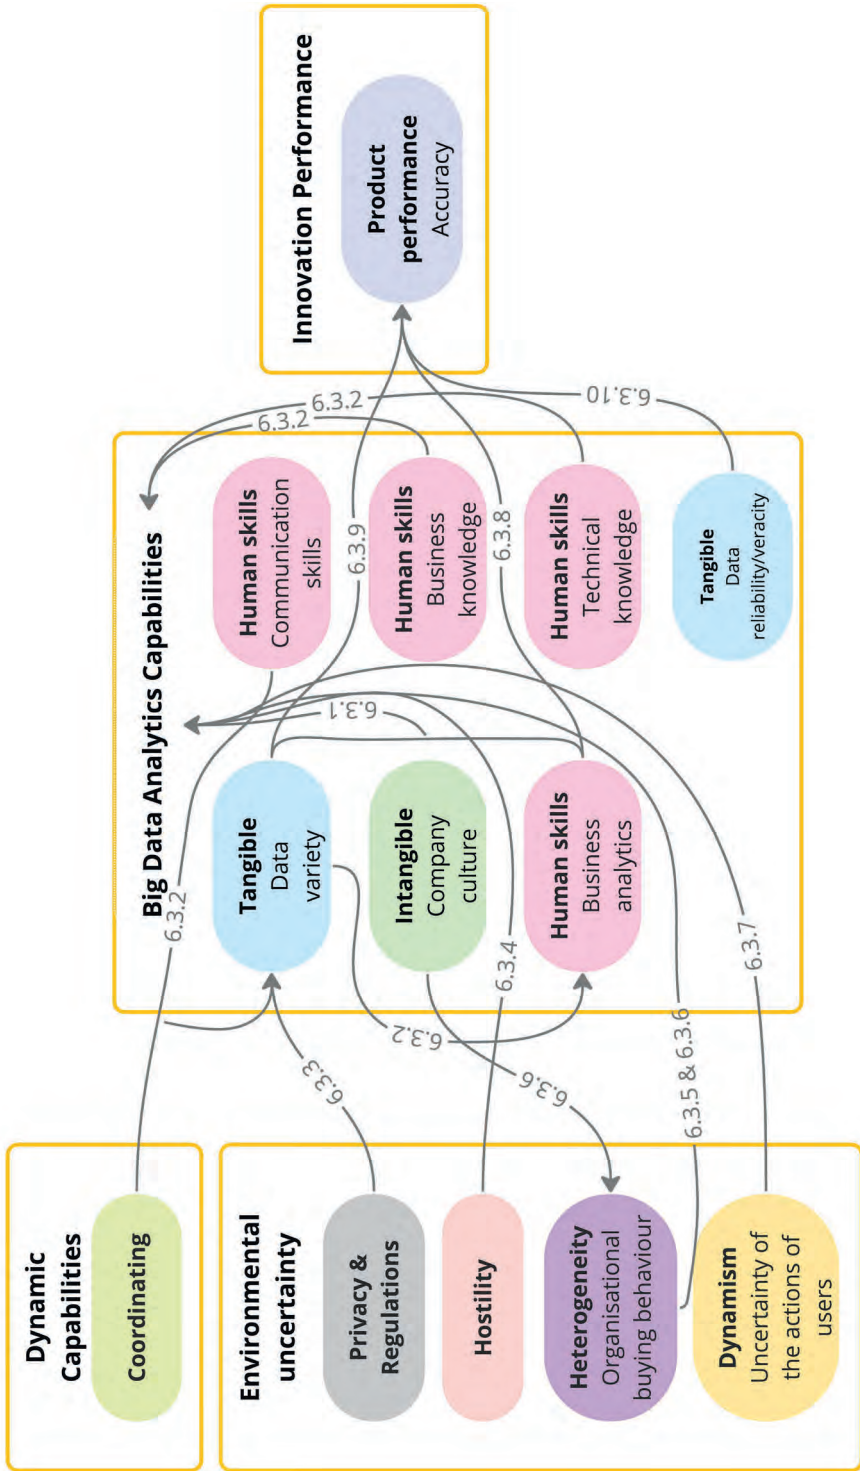 Dynamic
Capabilities
Coordinating
Environmental
uncertainty
Privacy &
Regulations
Hostility
Heterogeneity
Organisational
buying behaviour
Dynamism
Uncertainty of
the actions of
users
Big Data Analytics Capabilities
Tangible
Data
variety
Intangible
Company
culture
Human skills
Business
analytics
Human skills
Communication
skills
Human skills
Business
knowledge
Human skills
Technical
knowledge
Tangible
Data
reliability/veracity
Innovation Performance
Product
performance
Accuracy
6.3.2
6.3.3
6.3.2
6.3.6
6.3.4
6.3.5 & 6.3.6
6.3.7
6.3.1
6.3.9
6.3.8
6.3.2
6.3.2
6.3.10